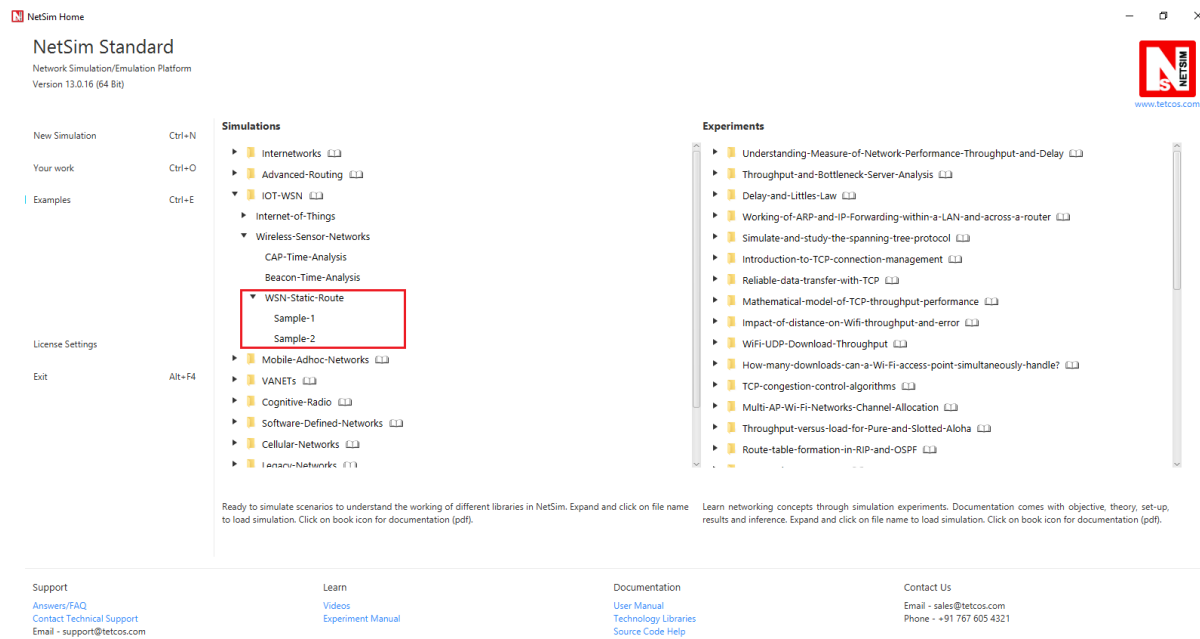 NetSim Home
NetSim Standard
Network Simulation/Emulation Platform
Version 13.0.16 (64 Bit)
NETSIM
www.tetcos.com
New Simulation Ctrl+N
Your work Ctrl+O
Examples Ctrl+E
License Settings
Exit Alt+F4
Simulations
Internetworks
Advanced-Routing
IOT-WSN
Internet-of-Things
Wireless-Sensor-Networks
CAP-Time-Analysis
Beacon-Time-Analysis
WSN-Static-Route
Sample-1
Sample-2
Mobile-Adhoc-Networks
VANETs
Cognitive-Radio
Software-Defined-Networks
Cellular-Networks
Legacy-Networks
Ready to simulate scenarios to understand the working of different libraries in NetSim. Expand and click on file name
to load simulation. Click on book icon for documentation (pdf).
Experiments
Understanding-Measure-of-Network-Performance-Throughput-and-Delay
Throughput-and-Bottleneck-Server-Analysis
Delay-and-Littles-Law
Working-of-ARP-and-IP-Forwarding-within-a-LAN-and-across-a-router
Simulate-and-study-the-spanning-tree-protocol
Introduction-to-TCP-connection-management
Reliable-data-transfer-with-TCP
Mathematical-model-of-TCP-throughput-performance
Impact-of-distance-on-Wifi-throughput-and-error
WiFi-UDP-Download-Throughput
How-many-downloads-can-a-Wi-Fi-access-point-simultaneously-handle?
TCP-congestion-control-algorithms
Multi-AP-Wi-Fi-Networks-Channel-Allocation
Throughput-versus-load-for-Pure-and-Slotted-Aloha
Route-table-formation-in-RIP-and-OSPF
Learn networking concepts through simulation experiments. Documentation comes with objective, theory, set-up,
results and inference. Expand and click on file name to load simulation. Click on book icon for documentation (pdf).
Support
Answers/FAQ
Contact Technical Support
Email - support@tetcos.com
Learn
Videos
Experiment Manual
Documentation
User Manual
Technology Libraries
Source Code Help
Contact Us
Email - sales@tetcos.com
Phone - +91 767 605 4321